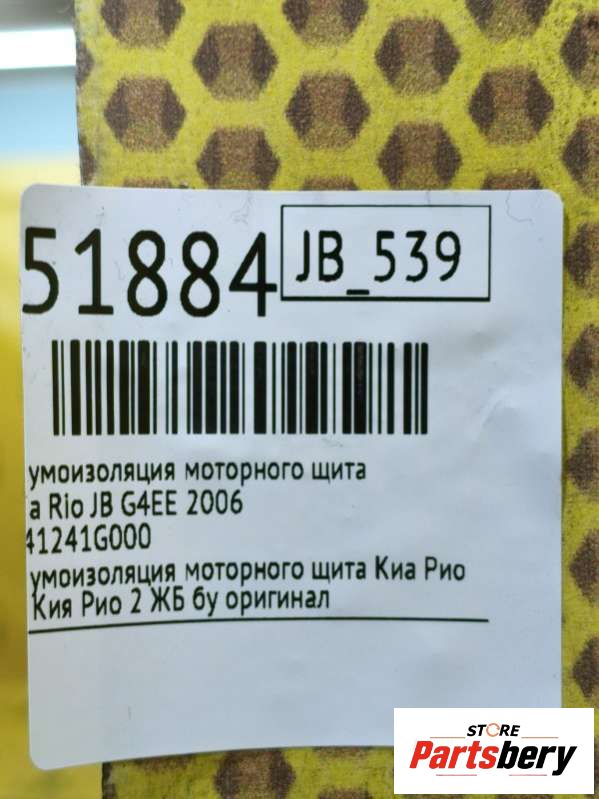 51884
JB_539
умоизоляция моторного щита
а Rio JB G4EE 2006
41241G000
умоизоляция моторного щита Киа Рио
Кия Рио 2 ЖБ бу оригинал
STORE
Partsbery